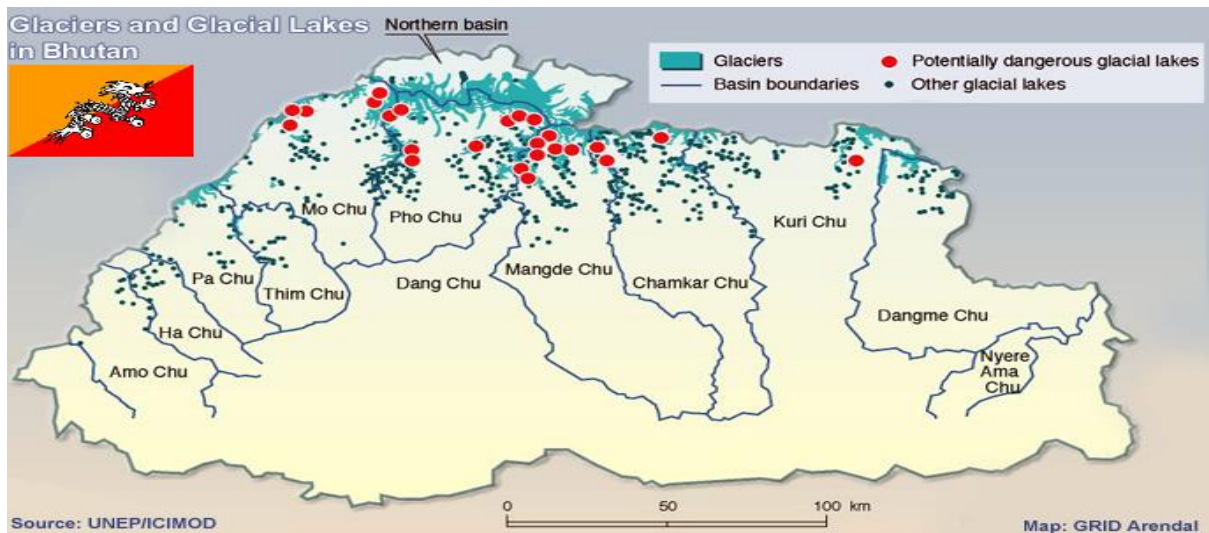 Glaciers and Glacial Lakes
in Bhutan
Northern basin
Glaciers
Basin boundaries
Potentially dangerous glacial lakes
Other glacial lakes
Mo Chu
Pho Chu
Kuri Chu
Pa Chu
Thim Chu
Dang Chu
Mangde Chu
Chamkar Chu
Ha Chu
Dangme Chu
Amo Chu
Nyere
Ama
Chu
0 50 100 km
Source: UNEP/ICIMOD
Map: GRID Arendal